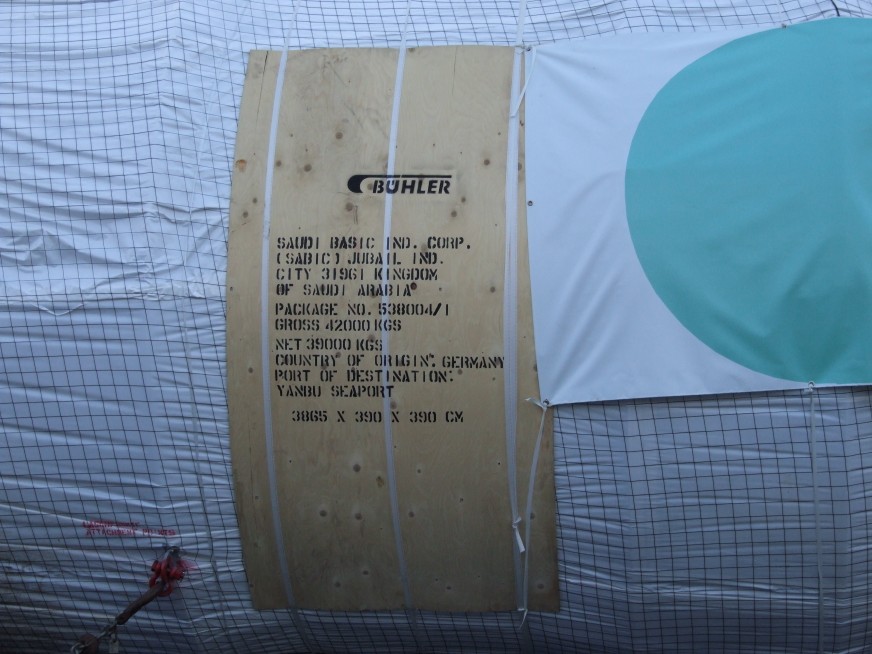 BÜHLER
SAUDI BASIC IND. CORP.
(SABIC) JUBAIL IND.
CITY 31961 KINGDOM
OF SAUDI ARABIA
PACKAGE NO. 538004/1
GROSS 42000 KGS
NET 39000 KGS
COUNTRY OF ORIGIN: GERMANY
PORT OF DESTINATION:
YANBU SEAPORT
3865 X 390 X 390 CM